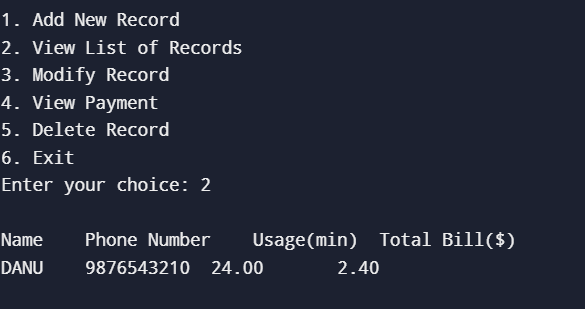 1. Add New Record
2. View List of Records
3. Modify Record
4. View Payment
5. Delete Record
6. Exit
Enter your choice: 2
Name    Phone Number    Usage(min)  Total Bill($)
DANU    9876543210  24.00       2.40